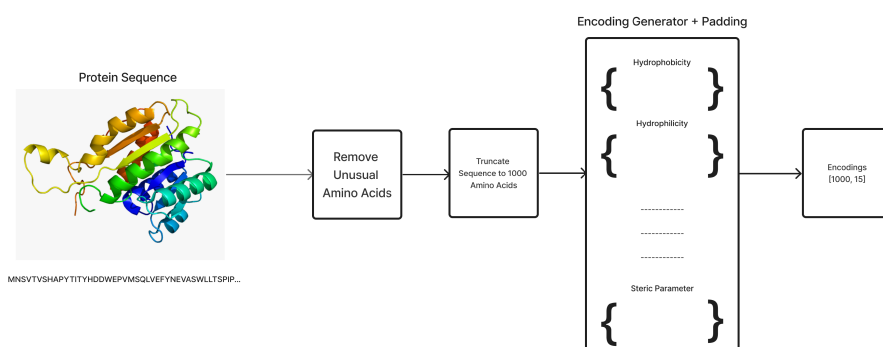 Encoding Generator + Padding
Protein Sequence
Hydrophobicity
{ }
Hydrophilicity
{ }
Remove
Unusual
Amino Acids
Truncate
Sequence to 1000
Amino Acids
Encodings
[1000, 15]
------------
------------
------------
MNSVTVSHAPYTITYHDDWEPVMSQLVEFYNEVASWLLTSPIP...
Steric Parameter
{ }